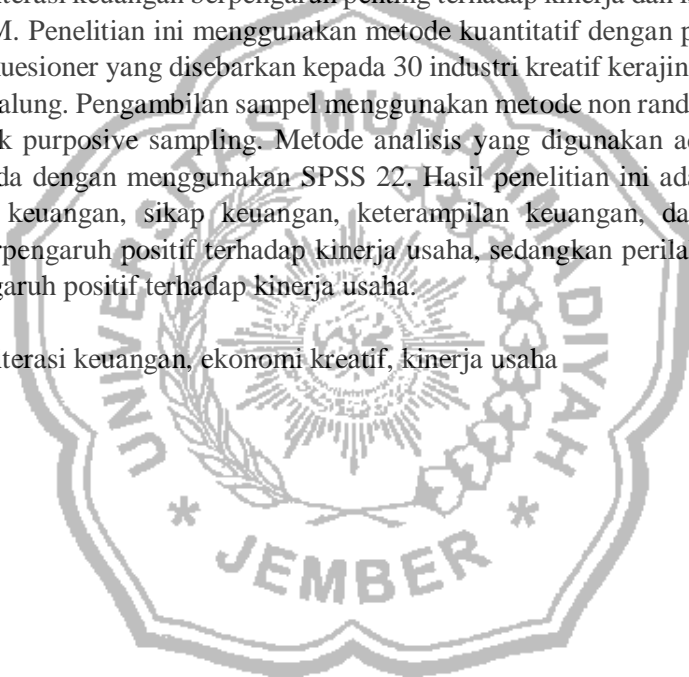 terasi keuangan berpengaruh penting terhadap kinerja dan
M. Penelitian ini menggunakan metode kuantitatif dengan
uesioner yang disebarkan kepada 30 industri kreatif kerajin
alung. Pengambilan sampel menggunakan metode non rand
k purposive sampling. Metode analisis yang digunakan a
da dengan menggunakan SPSS 22. Hasil penelitian ini ada
keuangan, sikap keuangan, keterampilan keuangan, da
rpengaruh positif terhadap kinerja usaha, sedangkan perila
garuh positif terhadap kinerja usaha.
iterasi keuangan, ekonomi kreatif, kinerja usaha
UNIVERSITAS MUHAMMADIYAH
* JEMBER *